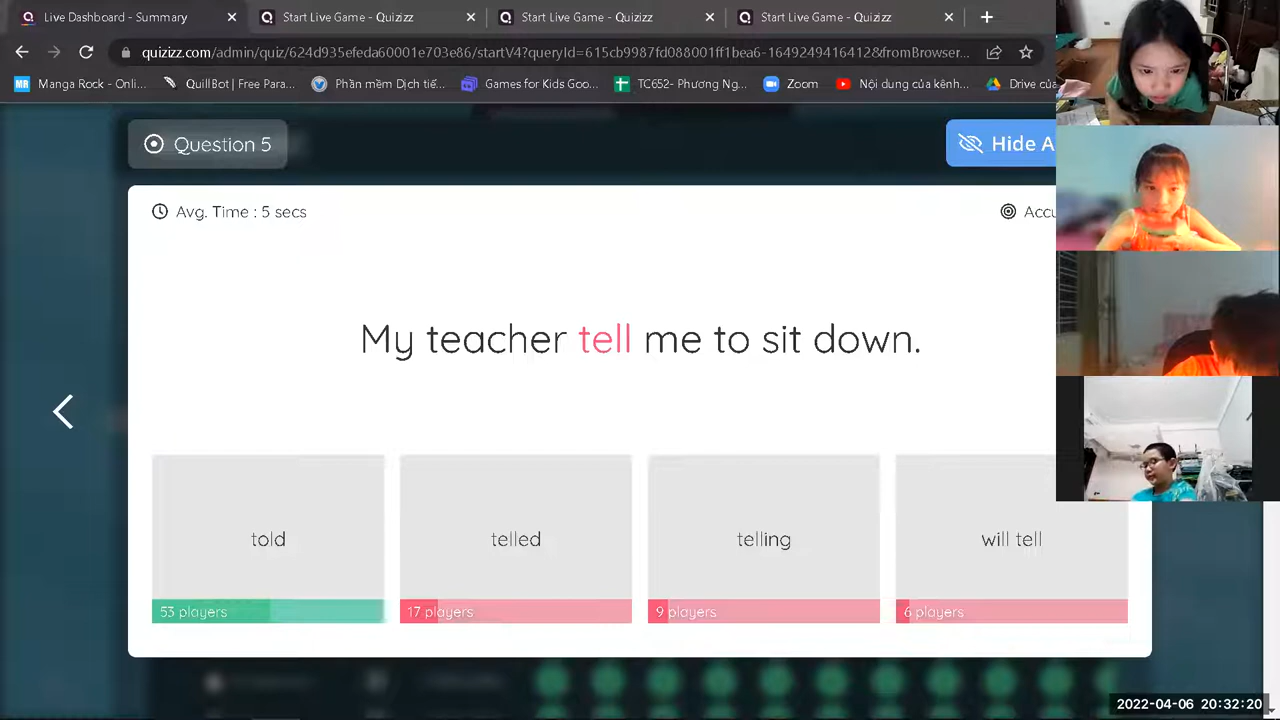 Live Dashboard - Summary
Start Live Game - Quizizz
Start Live Game - Quizizz
Start Live Game - Quizizz
quizizz.com/admin/quiz/624d935ebd3a60001e703e86/startV4?queryId=615cb9987fd088001ff1bea6-1649249416412&fromBrowser...
MR
Manga Rock - Onli...
QuillBot | Free Para...
Phần mềm Dịch tiế...
Games - Kids Goo...
TC652- Phương Vi...
Zoom
Nội dung của kênh...
Drive củ
Question 5
Hide A
Avg. Time : 5 secs
Accu
My teacher tell me to sit down.
told
telled
telling
will tell
53 players
17 players
9 players
6 players
2022-04-06 20:32:20